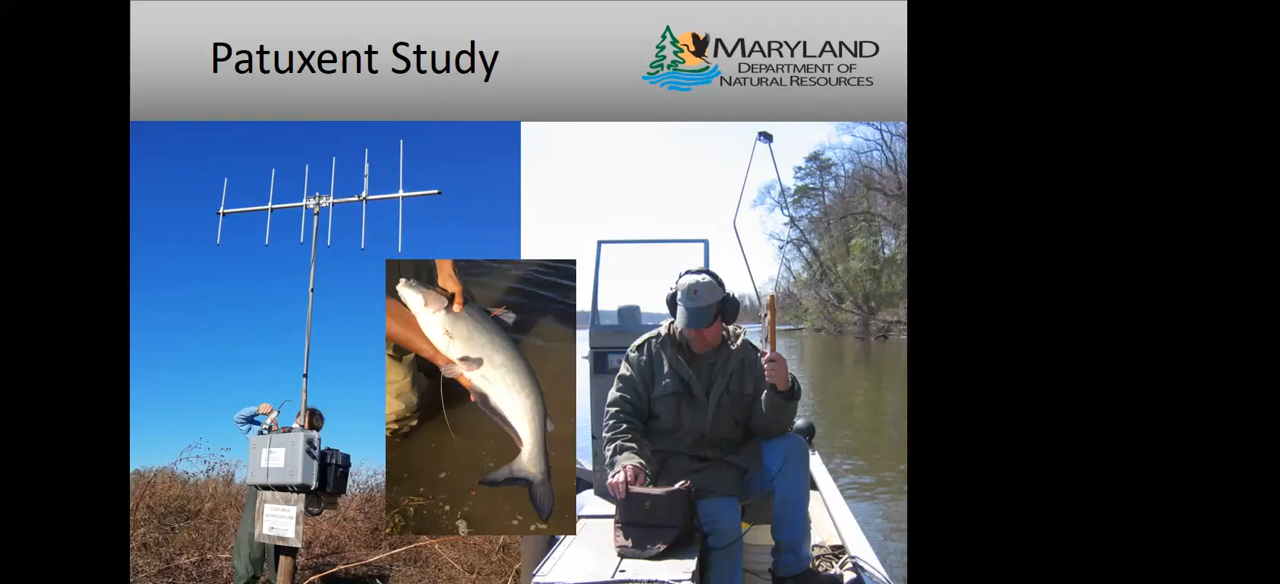 Patuxent Study
MARYLAND
DEPARTMENT OF
NATURAL RESOURCES